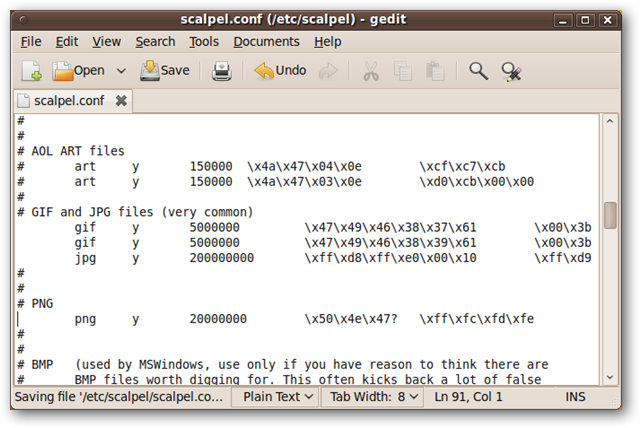 scalpel.conf (/etc/scalpel) - gedit
File Edit View Search Tools Documents Help
Open Save Undo
scalpel.conf
#
#
# AOL ART files
# art y 150000 \x4a\x47\x04\x0e \xcf\xc7\xcb
# art y 150000 \x4a\x47\x03\x0e \xd0\xcb\x00\x00
#
# GIF and JPG files (very common)
gif y 5000000 \x47\x49\x46\x38\x37\x61 \x00\x3b
gif y 5000000 \x47\x49\x46\x38\x39\x61 \x00\x3b
jpg y 200000000 \xff\xd8\xff\xe0\x00\x10 \xff\xd9
#
#
# PNG
png y 20000000 \x50\x4e\x47? \xff\xfc\xfd\xfe
#
#
# BMP (used by MSWindows, use only if you have reason to think there are
# BMP files worth digging for. This often kicks back a lot of false
Saving file '/etc/scalpel/scalpel.co... Plain Text Tab Width: 8 Ln 91, Col 1 INS